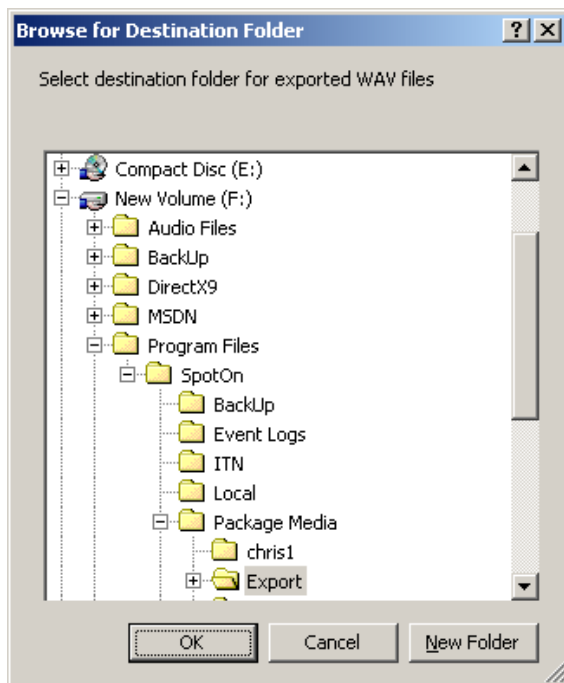 Browse for Destination Folder
Select destination folder for exported WAV files
Compact Disc (E:)
New Volume (F:)
Audio Files
BackUp
DirectX9
MSDN
Program Files
SpotOn
BackUp
Event Logs
ITN
Local
Package Media
chris1
Export
OK Cancel New Folder